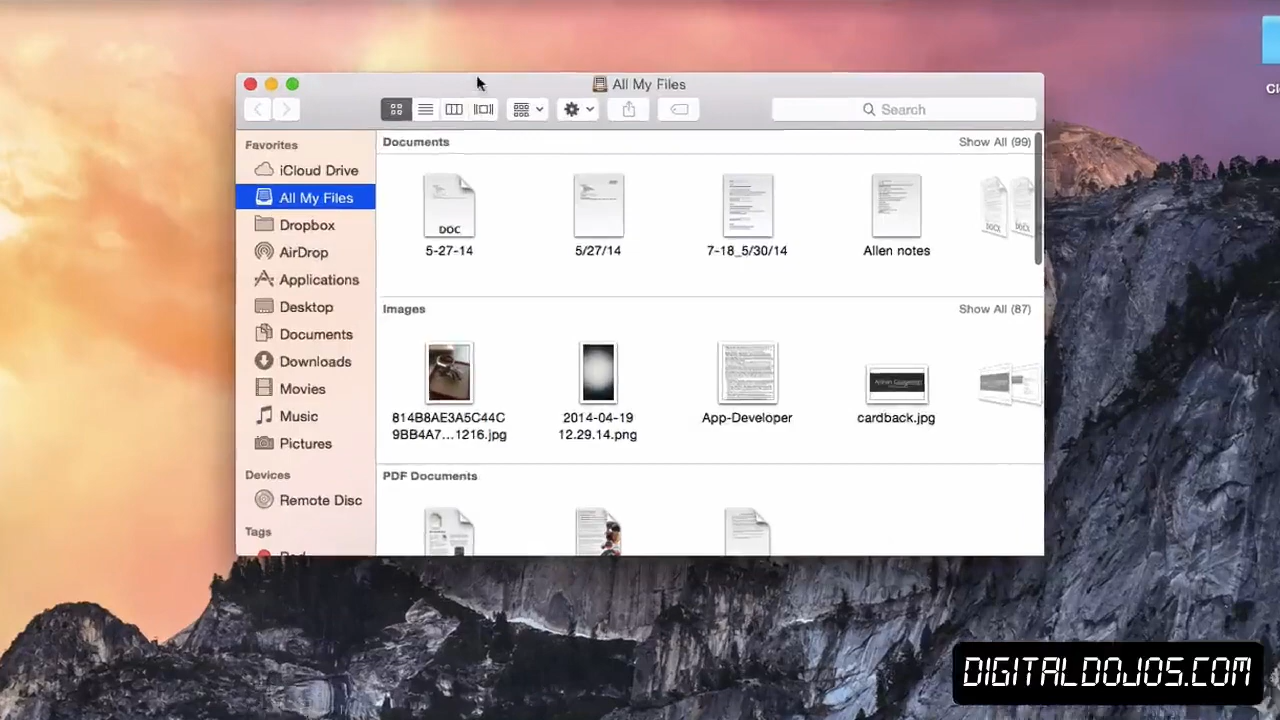 All My Files
Search
Favorites
iCloud Drive
All My Files
Dropbox
AirDrop
Applications
Desktop
Documents
Downloads
Movies
Music
Pictures
Devices
Remote Disc
Tags
Red
Documents
Show All (99)
DOC
5-27-14
5/27/14
7-18_5/30/14
Allen notes
DOCX
DOCX
Images
Show All (87)
814B8AE3A5C44C
9BB4A7...1216.jpg
2014-04-19
12.29.14.png
App-Developer
cardback.jpg
PDF Documents
DIGITALDOJOS.COM